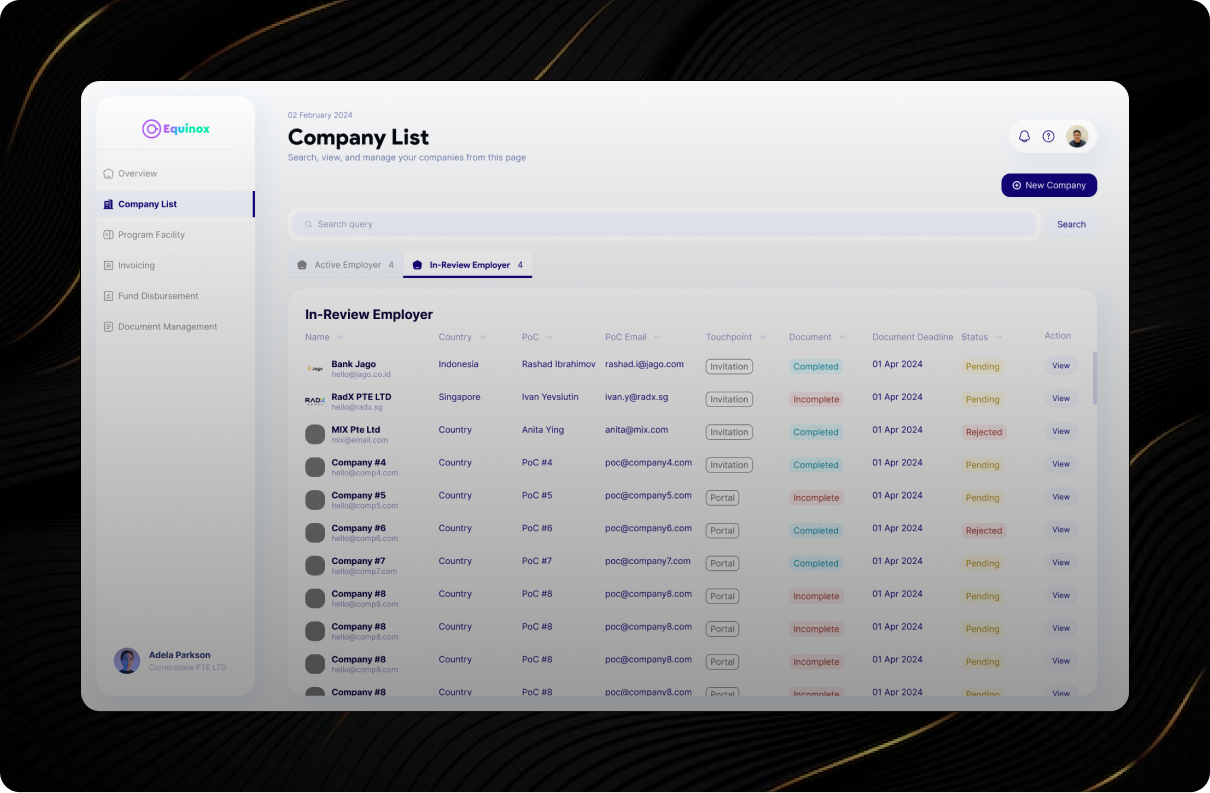 Equinox
Overview
Company List
Program Facility
Invoicing
Fund Disbursement
Document Management
Adela Parkson
Cornerstone PTE LTD
02 February 2024
Company List
Search, view, and manage your companies from this page
New Company
Search query
Search
Active Employer 4
In-Review Employer 4
In-Review Employer
Name Country PoC PoC Email Touchpoint Document Document Deadline Status Action
Jago Bank Jago Indonesia Rashad Ibrahimov rashad.i@jago.com Invitation Completed 01 Apr 2024 Pending View
hello@jago.co.id
RADX RadX PTE LTD Singapore Ivan Yevsiutin ivan.y@radx.sg Invitation Incomplete 01 Apr 2024 Pending View
hello@radx.sg
MIX Pte Ltd Country Anita Ying anita@mix.com Invitation Completed 01 Apr 2024 Rejected View
mix@email.com
Company #4 Country PoC #4 poc@company4.com Invitation Completed 01 Apr 2024 Pending View
hello@comp4.com
Company #5 Country PoC #5 poc@company5.com Portal Incomplete 01 Apr 2024 Pending View
hello@comp5.com
Company #6 Country PoC #6 poc@company6.com Portal Completed 01 Apr 2024 Rejected View
hello@comp6.com
Company #7 Country PoC #7 poc@company7.com Portal Completed 01 Apr 2024 Pending View
hello@comp7.com
Company #8 Country PoC #8 poc@company8.com Portal Incomplete 01 Apr 2024 Pending View
hello@comp8.com
Company #8 Country PoC #8 poc@company8.com Portal Incomplete 01 Apr 2024 Pending View
hello@comp8.com
Company #8 Country PoC #8 poc@company8.com Portal Incomplete 01 Apr 2024 Pending View
hello@comp8.com
Company #8 Country PoC #8 poc@company8.com Portal Incomplete 01 Apr 2024 Pending View